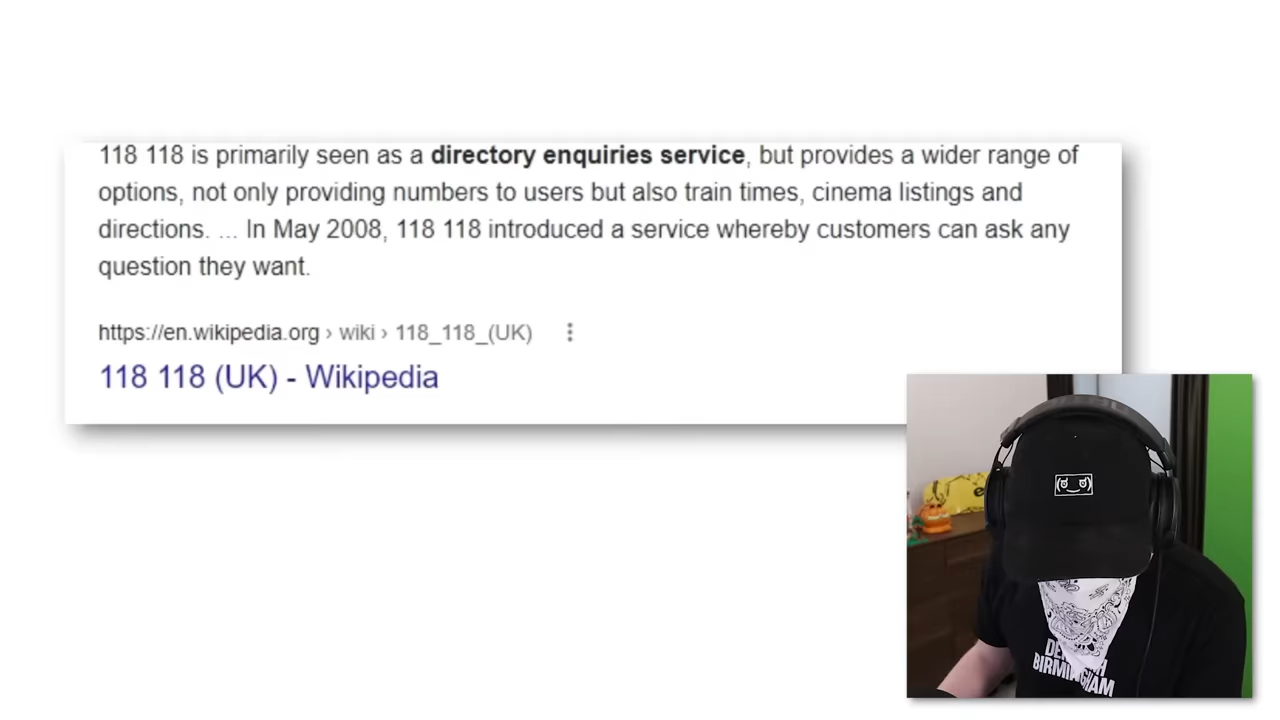 118 118 is primarily seen as a directory enquiries service, but provides a wider range of
options, not only providing numbers to users but also train times, cinema listings and
directions. ... In May 2008, 118 118 introduced a service whereby customers can ask any
question they want.
https://en.wikipedia.org › wiki › 118_118_(UK)
118 118 (UK) - Wikipedia
BIRMINGHAM